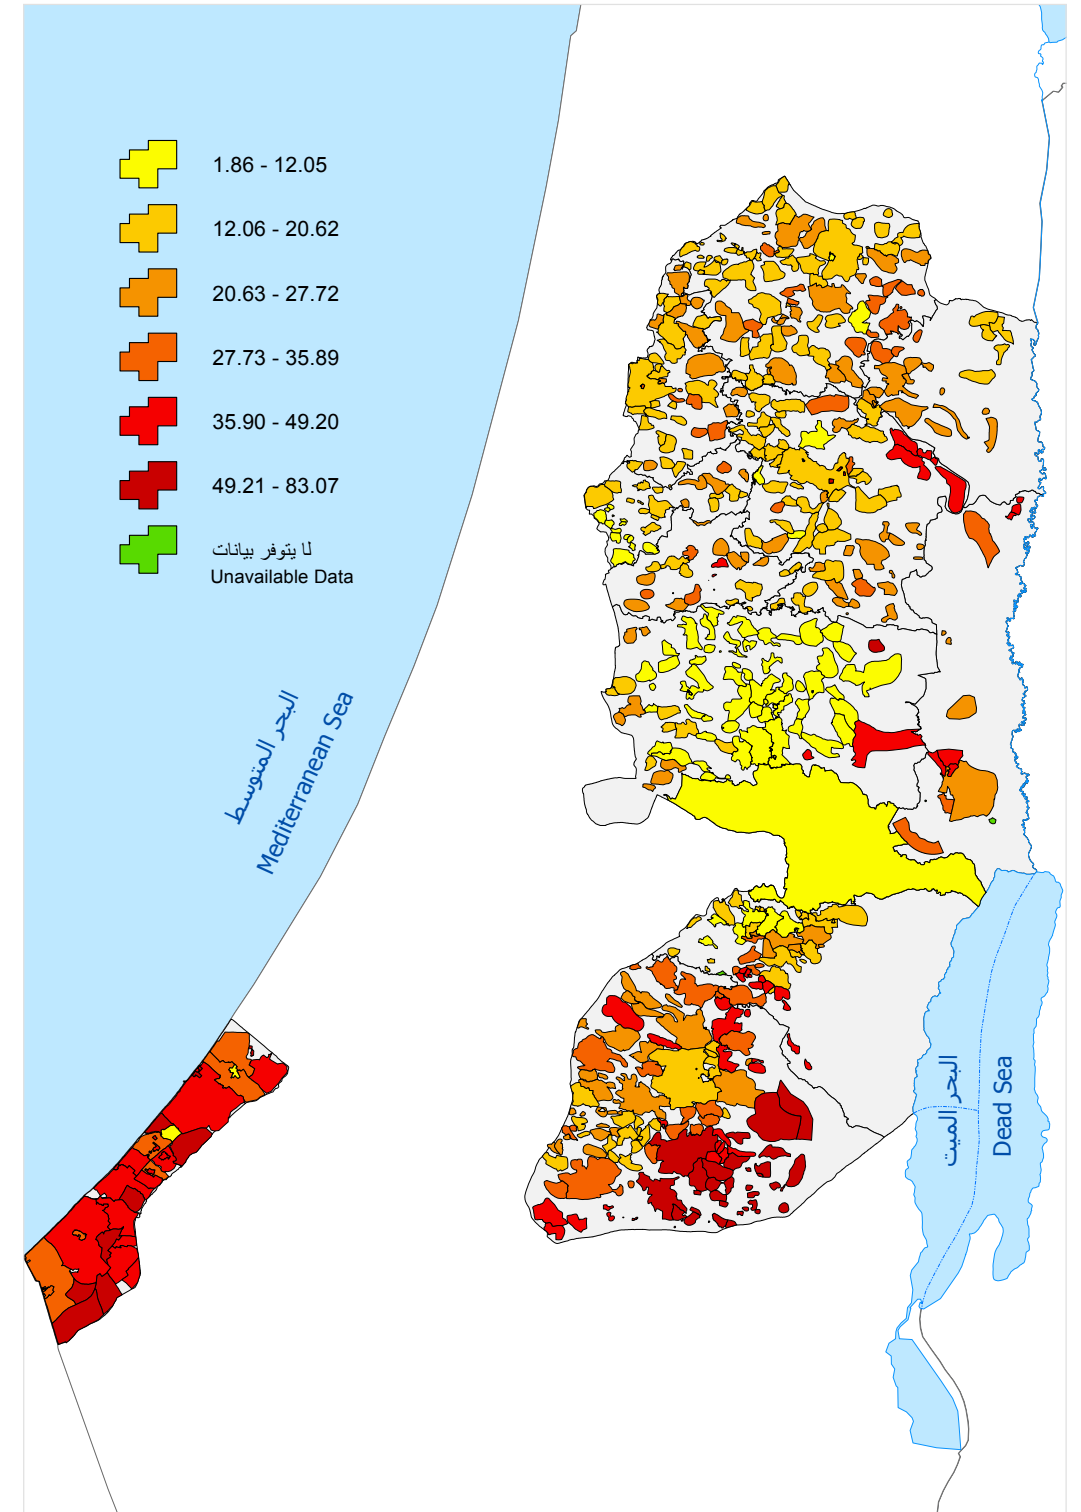 1.86 - 12.05
12.06 - 20.62
20.63 - 27.72
27.73 - 35.89
35.90 - 49.20
49.21 - 83.07
لا يتوفر بيانات
Unavailable Data
البحر المتوسط
Mediterranean Sea
البحر الميت
Dead Sea